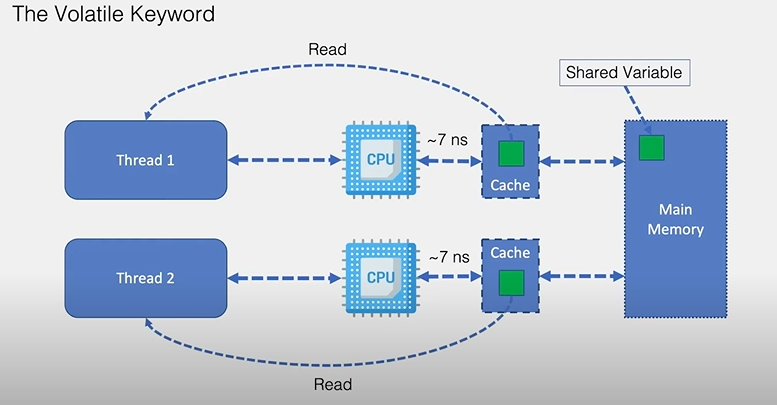 The Volatile Keyword
Read
Shared Variable
Thread 1
CPU
~7 ns
Cache
Main
Memory
Thread 2
CPU
~7 ns
Cache
Read